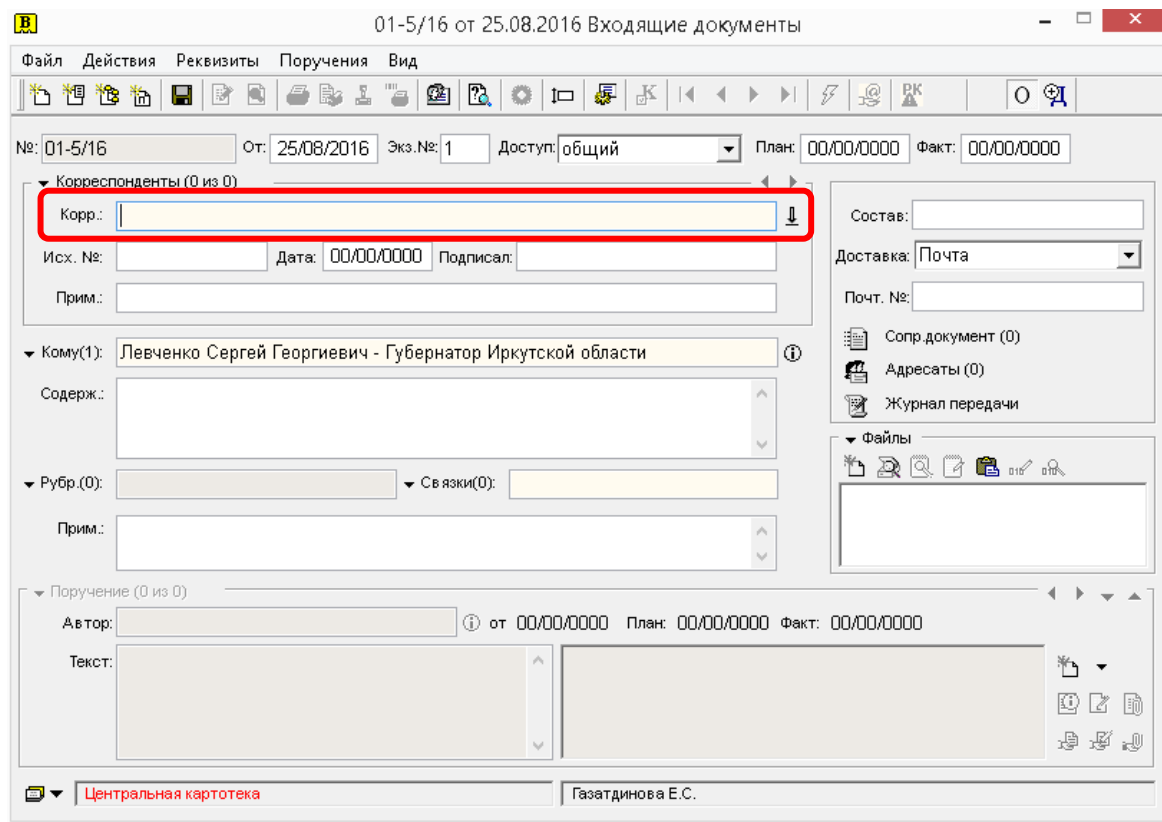 В
01-5/16 от 25.08.2016 Входящие документы
Файл Действия Реквизиты Поручения Вид
К РК О Д
№: 01-5/16 От: 25/08/2016 Экз.№: 1 Доступ: общий План: 00/00/0000 Факт: 00/00/0000
Корреспонденты (0 из 0)
Корр.:
Состав:
Исх. №: Дата: 00/00/0000 Подписал:
Доставка: Почта
Прим.:
Почт. №:
Сопр.документ (0)
Кому(1): Левченко Сергей Георгиевич - Губернатор Иркутской области
Адресаты (0)
Содерж.:
Журнал передачи
Файлы
Рубр.(0): Связки(0):
Прим.:
Поручение (0 из 0)
Автор: от 00/00/0000 План: 00/00/0000 Факт: 00/00/0000
Текст:
Центральная картотека Газатдинова Е.С.